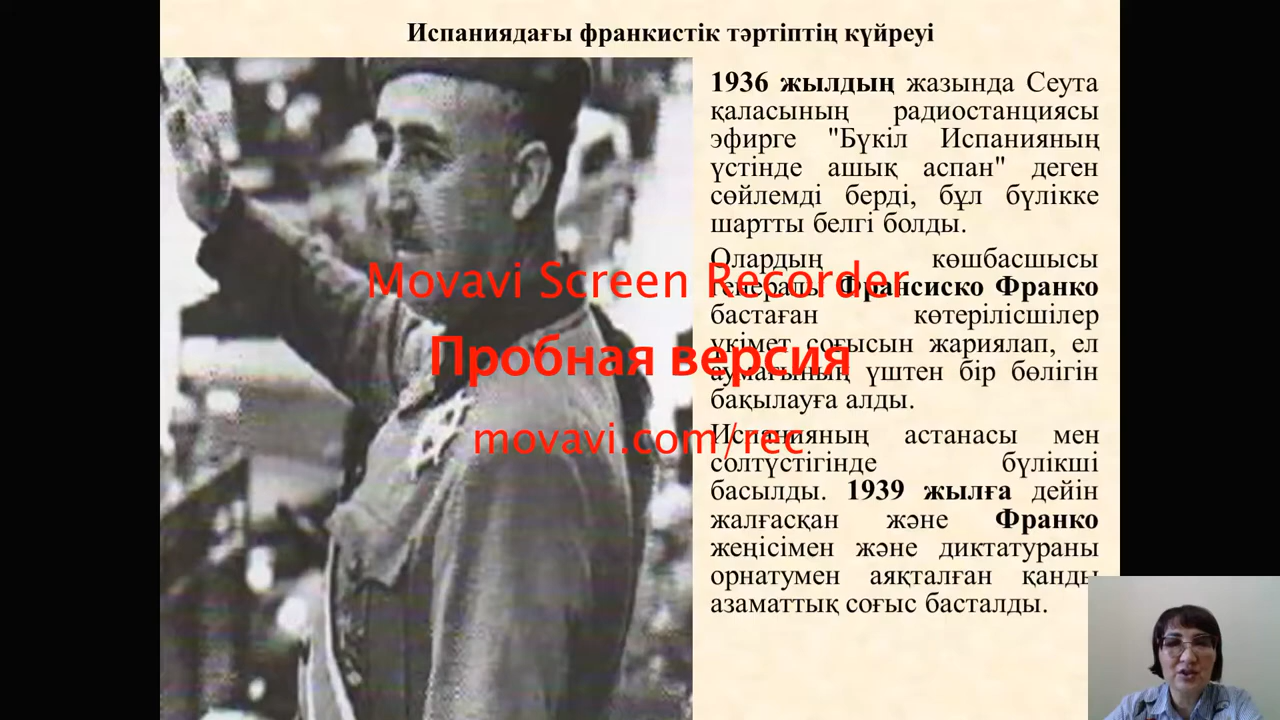 Испаниядағы франкистік тәртіптің күйреуі
1936 жылдың жазында Сеута
қаласының радиостанциясы
эфирге "Бүкіл Испанияның
үстінде ашық аспан" деген
сөйлемді берді, бұл бүлікке
шартты белгі болды.
Олардың көшбасшысы
генералы Франсиско Франко
бастаған көтерілісшілер
үкімет соғысын жариялап, ел
аумағының үштен бір бөлігін
бақылауға алды.
Испанияның астанасы мен
солтүстігінде бүлікші
басылды. 1939 жылға дейін
жалғасқан және Франко
жеңісімен және диктатураны
орнатумен аяқталған қанды
азаматтық соғыс басталды.
Movavi Screen Recorder
Пробная версия
movavi.com/rec